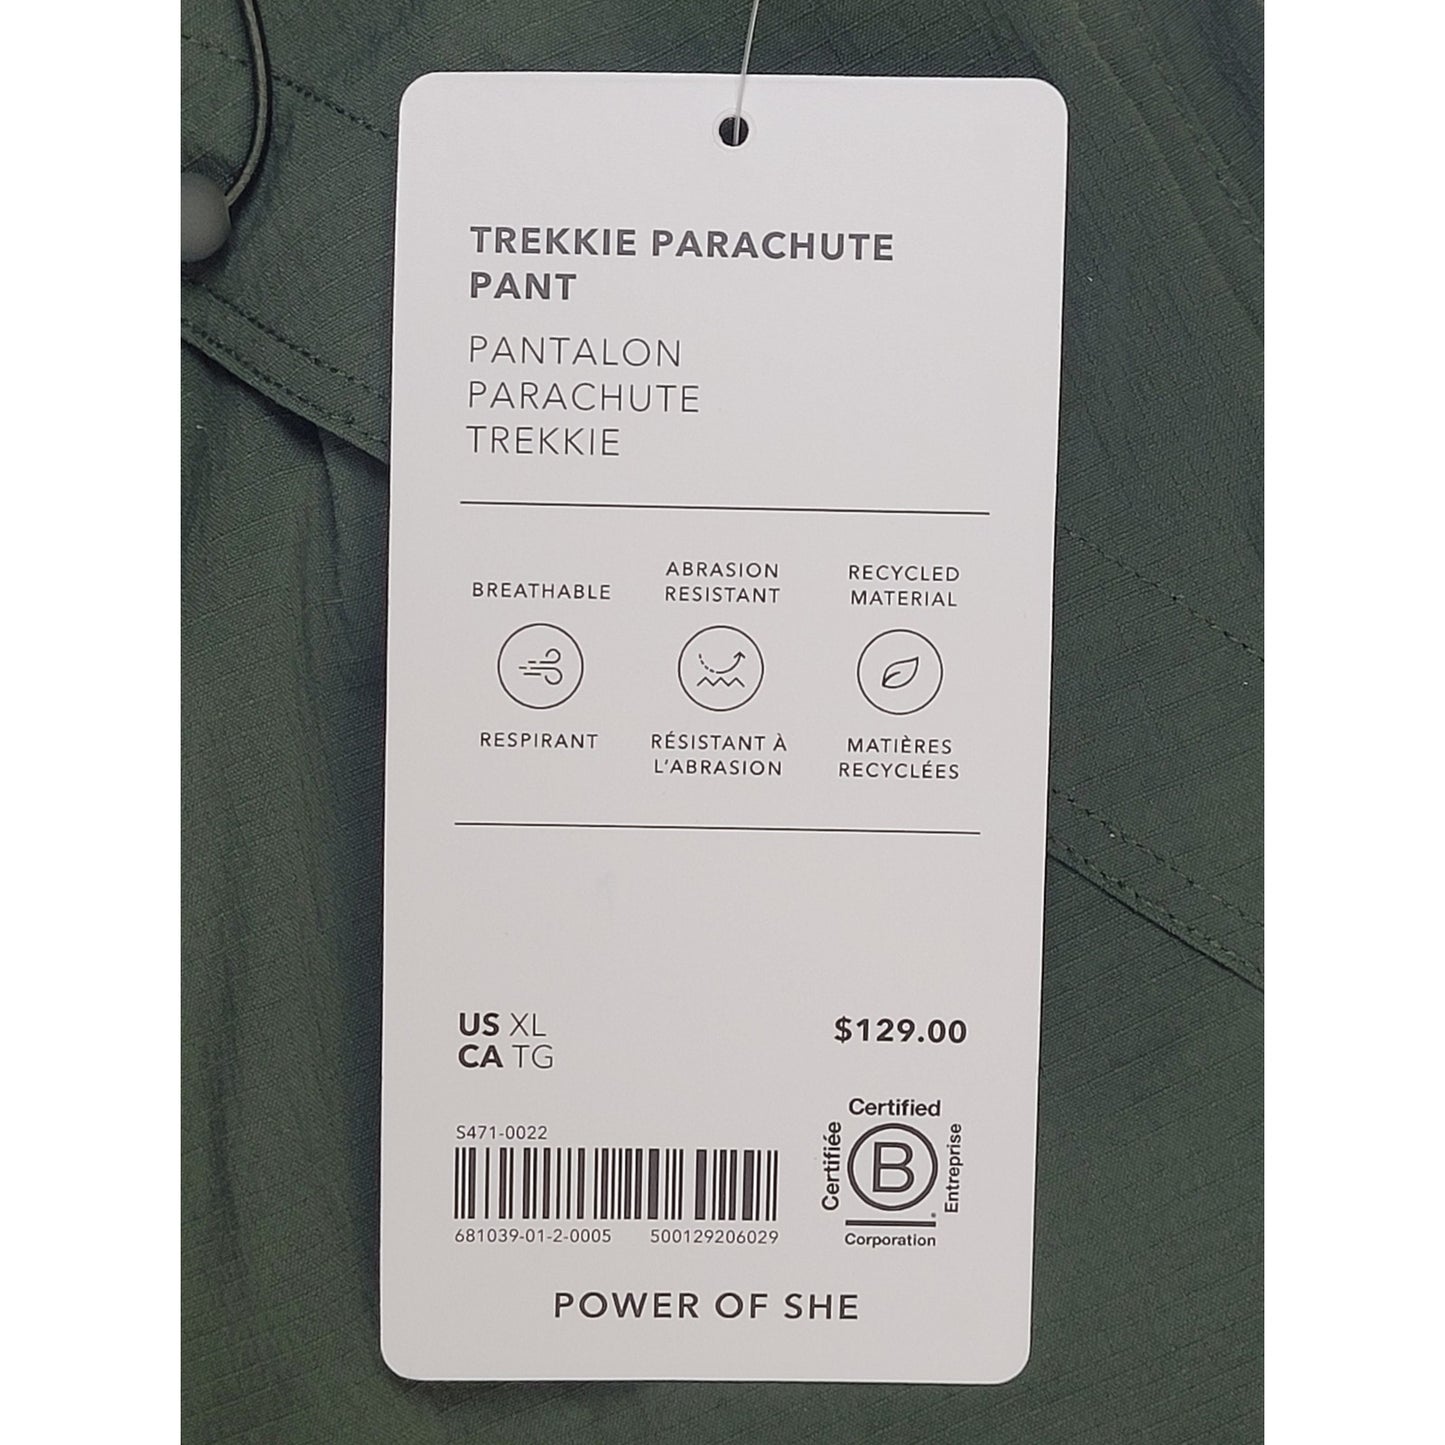 TREKKIE PARACHUTE
PANT
PANTALON
PARACHUTE
TREKKIE
BREATHABLE
RESPIRANT
ABRASION
RESISTANT
RÉSISTANT À
L'ABRASION
RECYCLED
MATERIAL
MATIÈRES
RECYCLÉES
US XL
CA TG
$129.00
S471-0022
681039-01-2-0005 500129206029
Certified
Certifiée
B
Entreprise
Corporation
POWER OF SHE